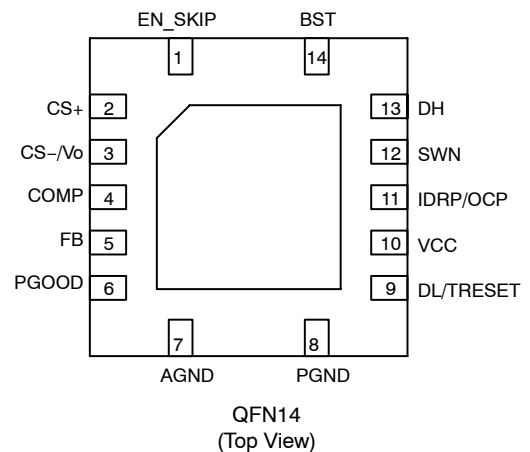 EN_SKIP BST
1 14
CS+ 2 13 DH
CS−/Vo 3 12 SWN
COMP 4 11 IDRP/OCP
FB 5 10 VCC
PGOOD 6 9 DL/TRESET
7 8
AGND PGND
QFN14
(Top View)